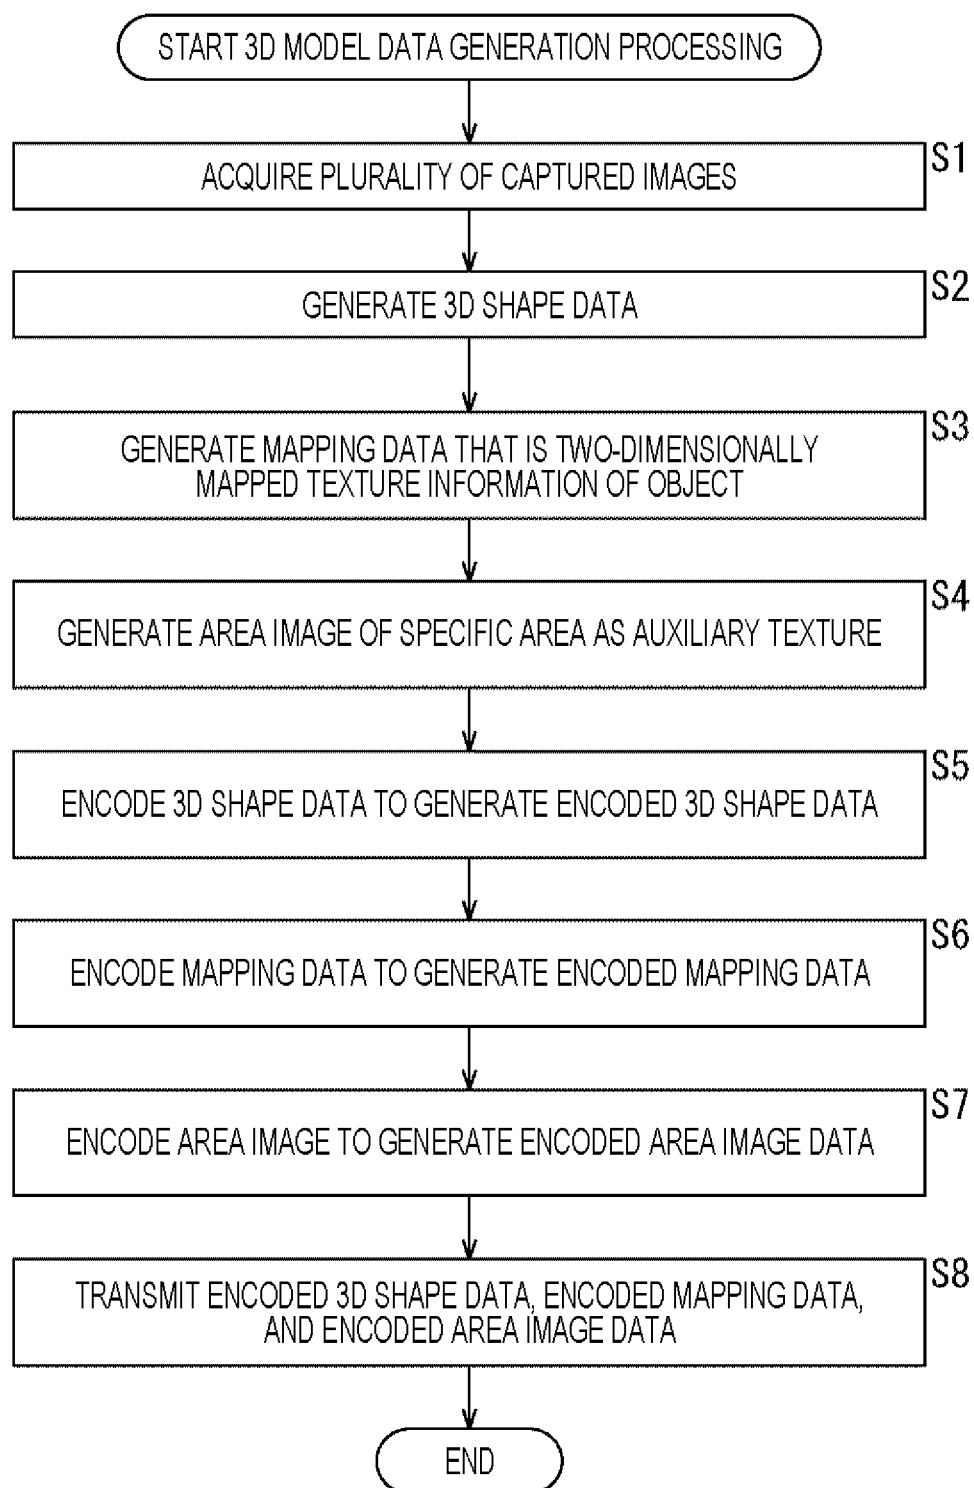 START 3D MODEL DATA GENERATION PROCESSING
S1
ACQUIRE PLURALITY OF CAPTURED IMAGES
S2
GENERATE 3D SHAPE DATA
S3
GENERATE MAPPING DATA THAT IS TWO-DIMENSIONALLY
MAPPED TEXTURE INFORMATION OF OBJECT
S4
GENERATE AREA IMAGE OF SPECIFIC AREA AS AUXILIARY TEXTURE
S5
ENCODE 3D SHAPE DATA TO GENERATE ENCODED 3D SHAPE DATA
S6
ENCODE MAPPING DATA TO GENERATE ENCODED MAPPING DATA
S7
ENCODE AREA IMAGE TO GENERATE ENCODED AREA IMAGE DATA
S8
TRANSMIT ENCODED 3D SHAPE DATA, ENCODED MAPPING DATA,
AND ENCODED AREA IMAGE DATA
END